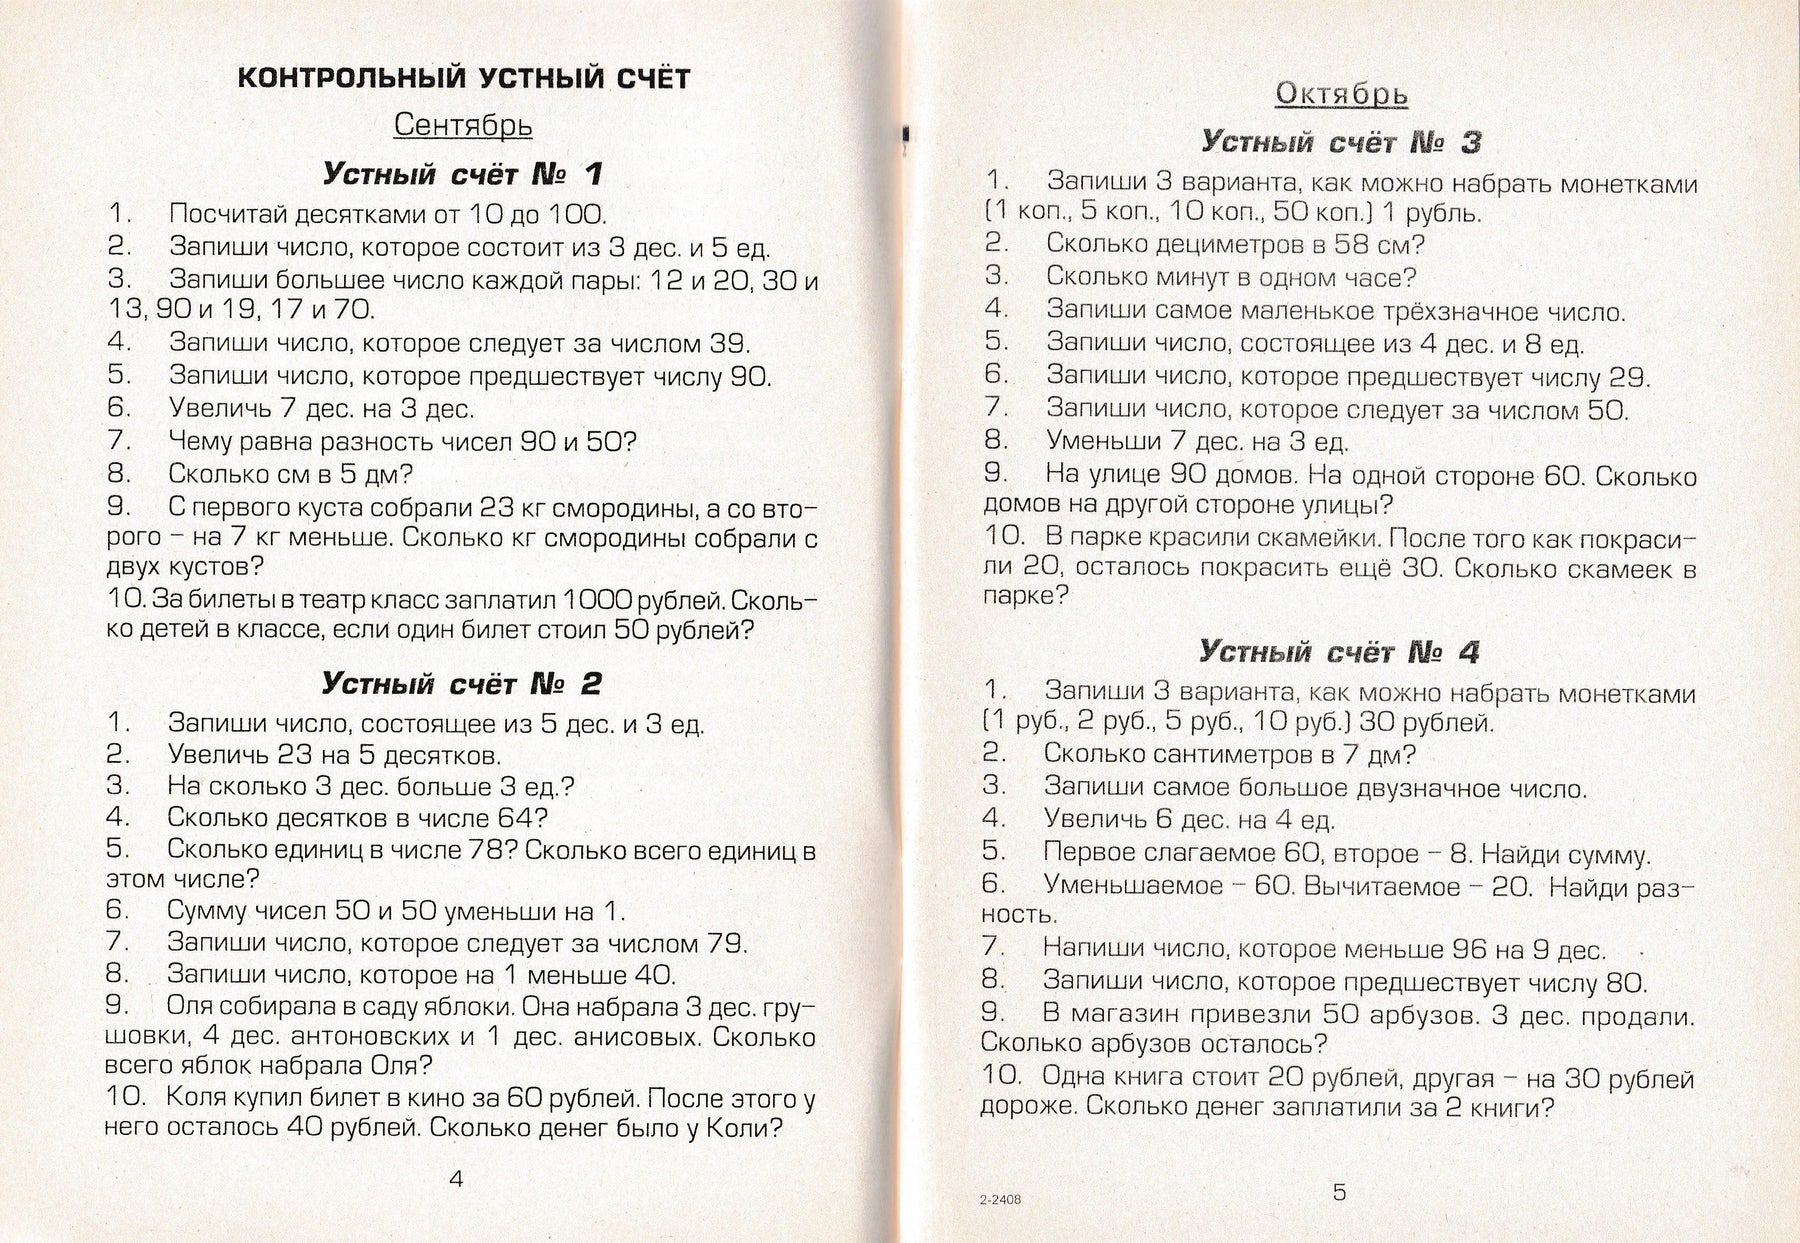 КОНТРОЛЬНЫЙ УСТНЫЙ СЧЁТ
Сентябрь
Устный счёт № 1
1. Посчитай десятками от 10 до 100.
2. Запиши число, которое состоит из 3 дес. и 5 ед.
3. Запиши большее число каждой пары: 12 и 20, 30 и
13, 90 и 19, 17 и 70.
4. Запиши число, которое следует за числом 39.
5. Запиши число, которое предшествует числу 90.
6. Увеличь 7 дес. на 3 дес.
7. Чему равна разность чисел 90 и 50?
8. Сколько см в 5 дм?
9. С первого куста собрали 23 кг смородины, а со вто-
рого – на 7 кг меньше. Сколько кг смородины собрали с
двух кустов?
10. За билеты в театр класс заплатил 1000 рублей. Сколь-
ко детей в классе, если один билет стоил 50 рублей?
Устный счёт № 2
1. Запиши число, состоящее из 5 дес. и 3 ед.
2. Увеличь 23 на 5 десятков.
3. На сколько 3 дес. больше 3 ед.?
4. Сколько десятков в числе 64?
5. Сколько единиц в числе 78? Сколько всего единиц в
этом числе?
6. Сумму чисел 50 и 50 уменьши на 1.
7. Запиши число, которое следует за числом 79.
8. Запиши число, которое на 1 меньше 40.
9. Оля собирала в саду яблоки. Она набрала 3 дес. гру-
шовки, 4 дес. антоновских и 1 дес. анисовых. Сколько
всего яблок набрала Оля?
10. Коля купил билет в кино за 60 рублей. После этого у
него осталось 40 рублей. Сколько денег было у Коли?
4
Октябрь
Устный счёт № 3
1. Запиши 3 варианта, как можно набрать монетками
(1 коп., 5 коп., 10 коп., 50 коп.) 1 рубль.
2. Сколько дециметров в 58 см?
3. Сколько минут в одном часе?
4. Запиши самое маленькое трёхзначное число.
5. Запиши число, состоящее из 4 дес. и 8 ед.
6. Запиши число, которое предшествует числу 29.
7. Запиши число, которое следует за числом 50.
8. Уменьши 7 дес. на 3 ед.
9. На улице 90 домов. На одной стороне 60. Сколько
домов на другой стороне улицы?
10. В парке красили скамейки. После того как покраси-
ли 20, осталось покрасить ещё 30. Сколько скамеек в
парке?
Устный счёт № 4
1. Запиши 3 варианта, как можно набрать монетками
(1 руб., 2 руб., 5 руб., 10 руб.) 30 рублей.
2. Сколько сантиметров в 7 дм?
3. Запиши самое большое двузначное число.
4. Увеличь 6 дес. на 4 ед.
5. Первое слагаемое 60, второе – 8. Найди сумму.
6. Уменьшаемое – 60. Вычитаемое – 20. Найди раз-
ность.
7. Напиши число, которое меньше 96 на 9 дес.
8. Запиши число, которое предшествует числу 80.
9. В магазин привезли 50 арбузов. 3 дес. продали.
Сколько арбузов осталось?
10. Одна книга стоит 20 рублей, другая – на 30 рублей
дороже. Сколько денег заплатили за 2 книги?
2-2408
5